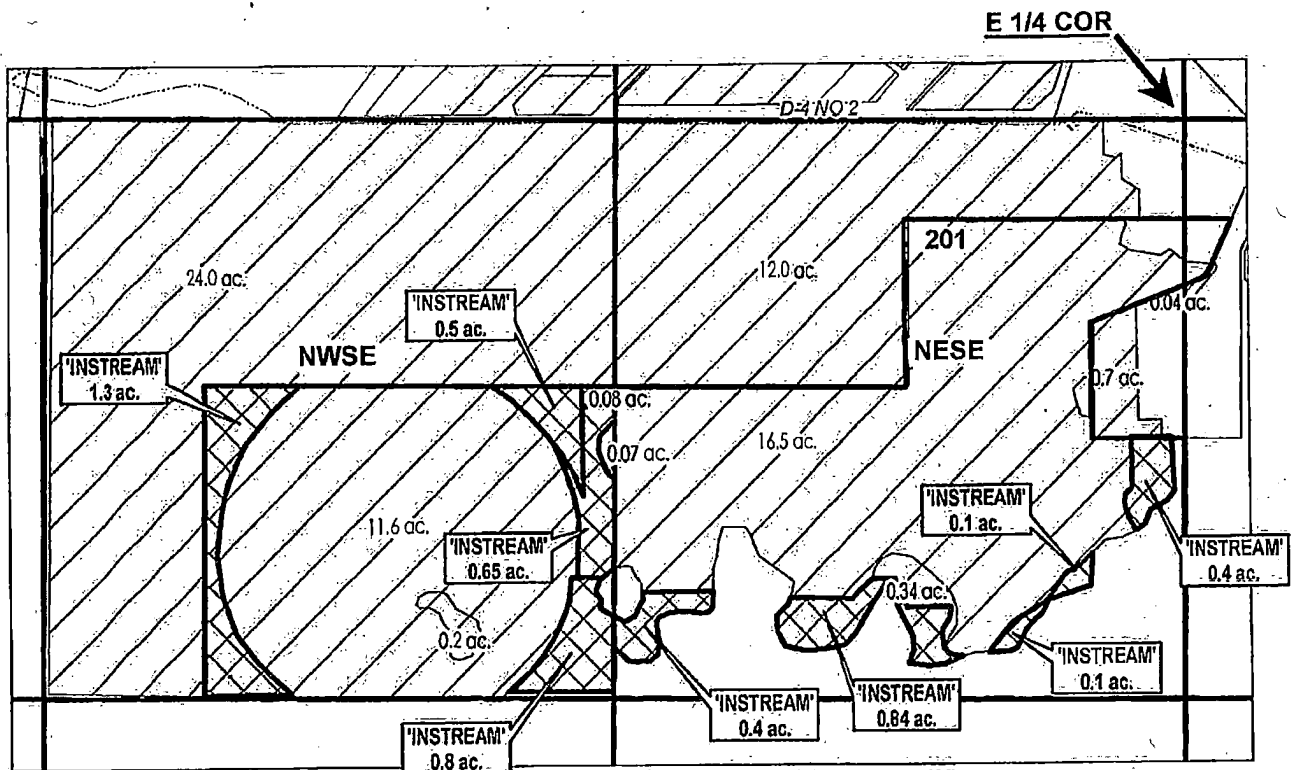 E 1/4 COR
D-4 NO 2
201
24.0 ac.
12.0 ac.
'INSTREAM'
0.5 ac.
0.04 ac.
NWSE
NESE
'INSTREAM'
1.3 ac.
0.7 ac.
0.08 ac.
16.5 ac.
0.07 ac.
'INSTREAM'
0.1 ac.
11.6 ac.
'INSTREAM'
0.65 ac.
'INSTREAM'
0.4 ac.
0.34 ac.
0.2 ac.
'INSTREAM'
0.1 ac.
'INSTREAM'
0.84 ac.
'INSTREAM'
0.4 ac.
'INSTREAM'
0.8 ac.